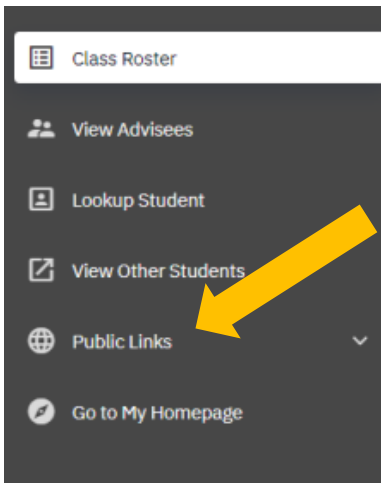 Class Roster
View Advisees
Lookup Student
View Other Students
Public Links
Go to My Homepage